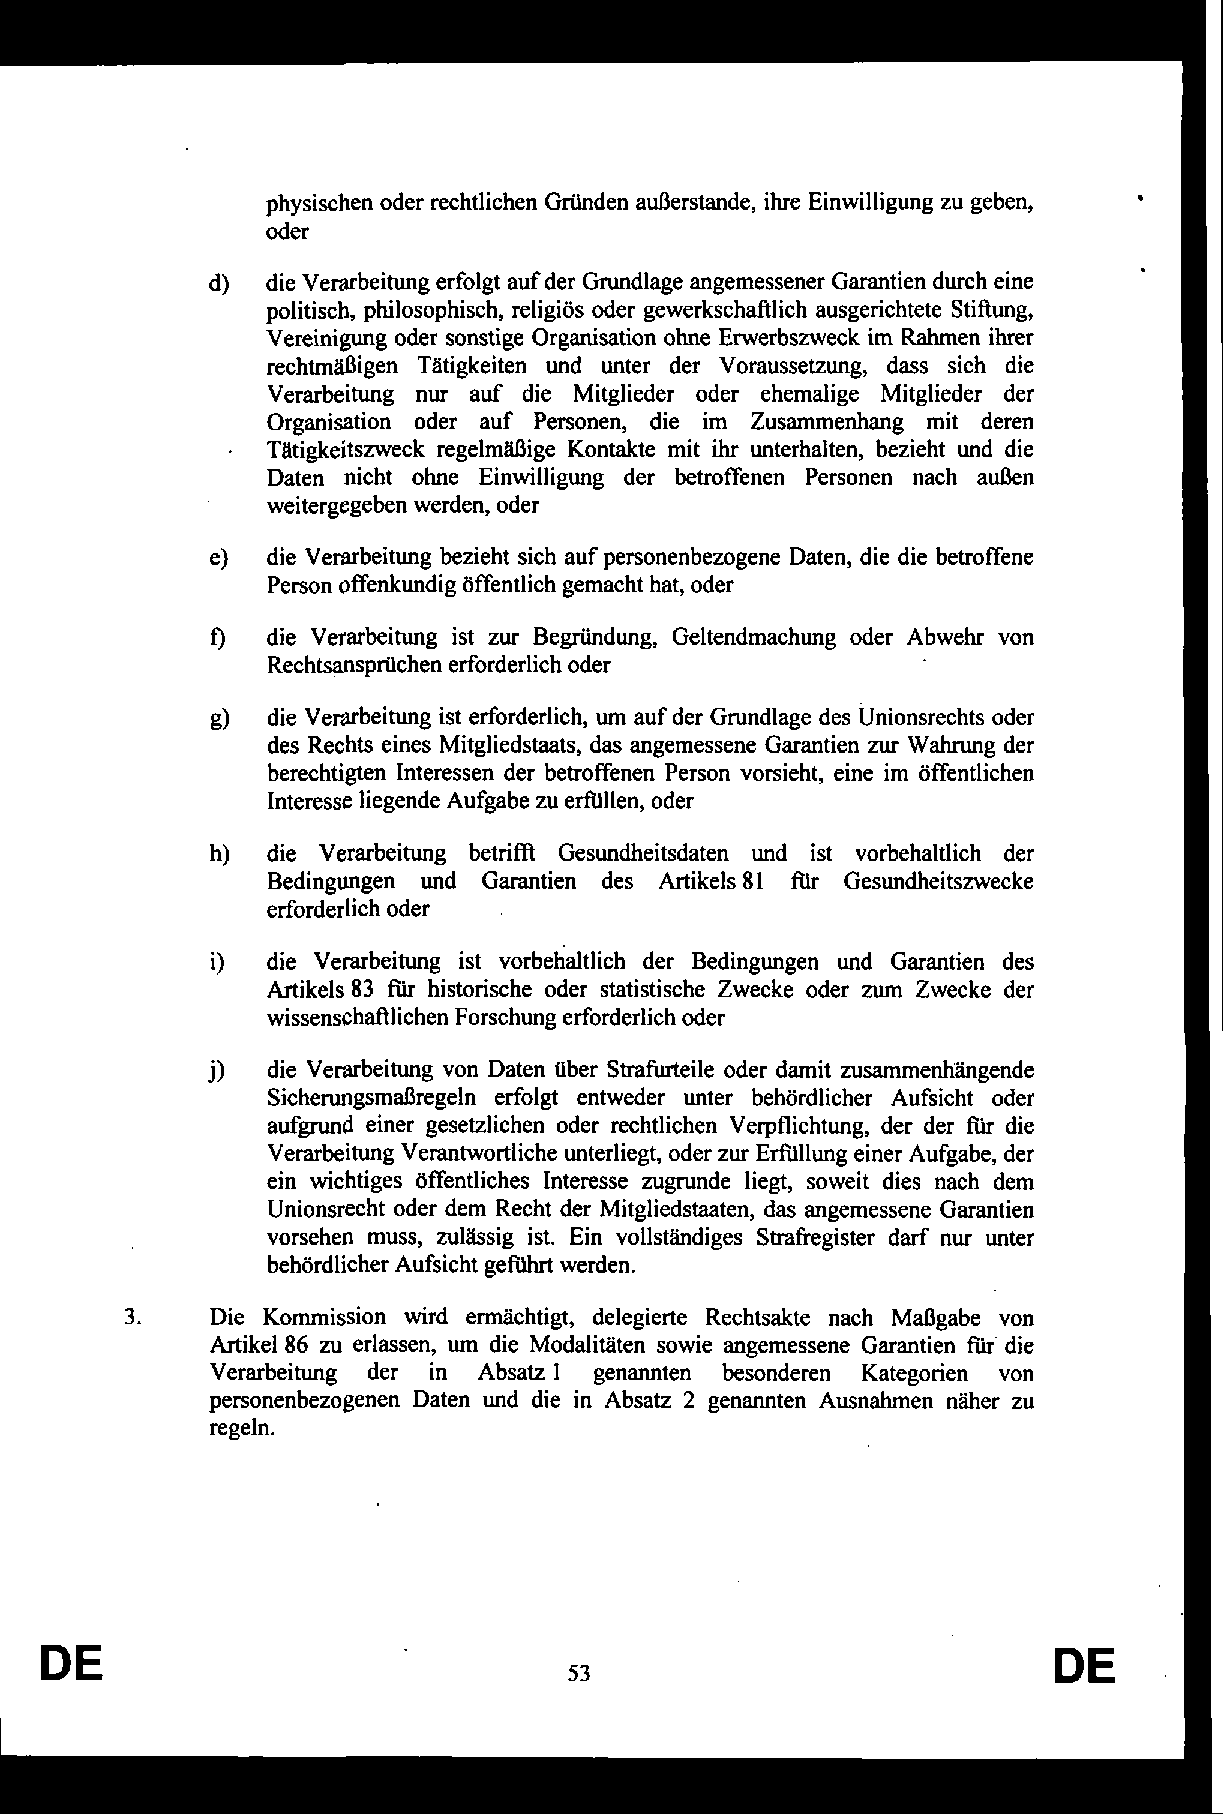 physischen oder rechtlichen Gründen außerstande, ihre Einwilligung zu geben,
oder
d) die Verarbeitung erfolgt auf der Grundlage angemessener Garantien durch eine
politisch, philosophisch, religiös oder gewerkschaftlich ausgerichtete Stiftung,
Vereinigung oder sonstige Organisation ohne Erwerbszweck im Rahmen ihrer
rechtmäßigen Tätigkeiten und unter der Voraussetzung, dass sich die
Verarbeitung nur auf die Mitglieder oder ehemalige Mitglieder der
Organisation oder auf Personen, die im Zusammenhang mit deren
Tätigkeitszweck regelmäßige Kontakte mit ihr unterhalten, bezieht und die
Daten nicht ohne Einwilligung der betroffenen Personen nach außen
weitergegeben werden, oder
e) die Verarbeitung bezieht sich auf personenbezogene Daten, die die betroffene
Person offenkundig öffentlich gemacht hat, oder
f) die Verarbeitung ist zur Begründung, Geltendmachung oder Abwehr von
Rechtsansprüchen erforderlich oder
g) die Verarbeitung ist erforderlich, um auf der Grundlage des Unionsrechts oder
des Rechts eines Mitgliedstaats, das angemessene Garantien zur Wahrung der
berechtigten Interessen der betroffenen Person vorsieht, eine im öffentlichen
Interesse liegende Aufgabe zu erfüllen, oder
h) die Verarbeitung betrifft Gesundheitsdaten und ist vorbehaltlich der
Bedingungen und Garantien des Artikels 81 für Gesundheitszwecke
erforderlich oder
i) die Verarbeitung ist vorbehaltlich der Bedingungen und Garantien des
Artikels 83 für historische oder statistische Zwecke oder zum Zwecke der
wissenschaftlichen Forschung erforderlich oder
j) die Verarbeitung von Daten über Strafurteile oder damit zusammenhängende
Sicherungsmaßregeln erfolgt entweder unter behördlicher Aufsicht oder
aufgrund einer gesetzlichen oder rechtlichen Verpflichtung, der der für die
Verarbeitung Verantwortliche unterliegt, oder zur Erfüllung einer Aufgabe, der
ein wichtiges öffentliches Interesse zugrunde liegt, soweit dies nach dem
Unionsrecht oder dem Recht der Mitgliedstaaten, das angemessene Garantien
vorsehen muss, zulässig ist. Ein vollständiges Strafregister darf nur unter
behördlicher Aufsicht geführt werden.
3. Die Kommission wird ermächtigt, delegierte Rechtsakte nach Maßgabe von
Artikel 86 zu erlassen, um die Modalitäten sowie angemessene Garantien für die
Verarbeitung der in Absatz 1 genannten besonderen Kategorien von
personenbezogenen Daten und die in Absatz 2 genannten Ausnahmen näher zu
regeln.
DE 53 DE